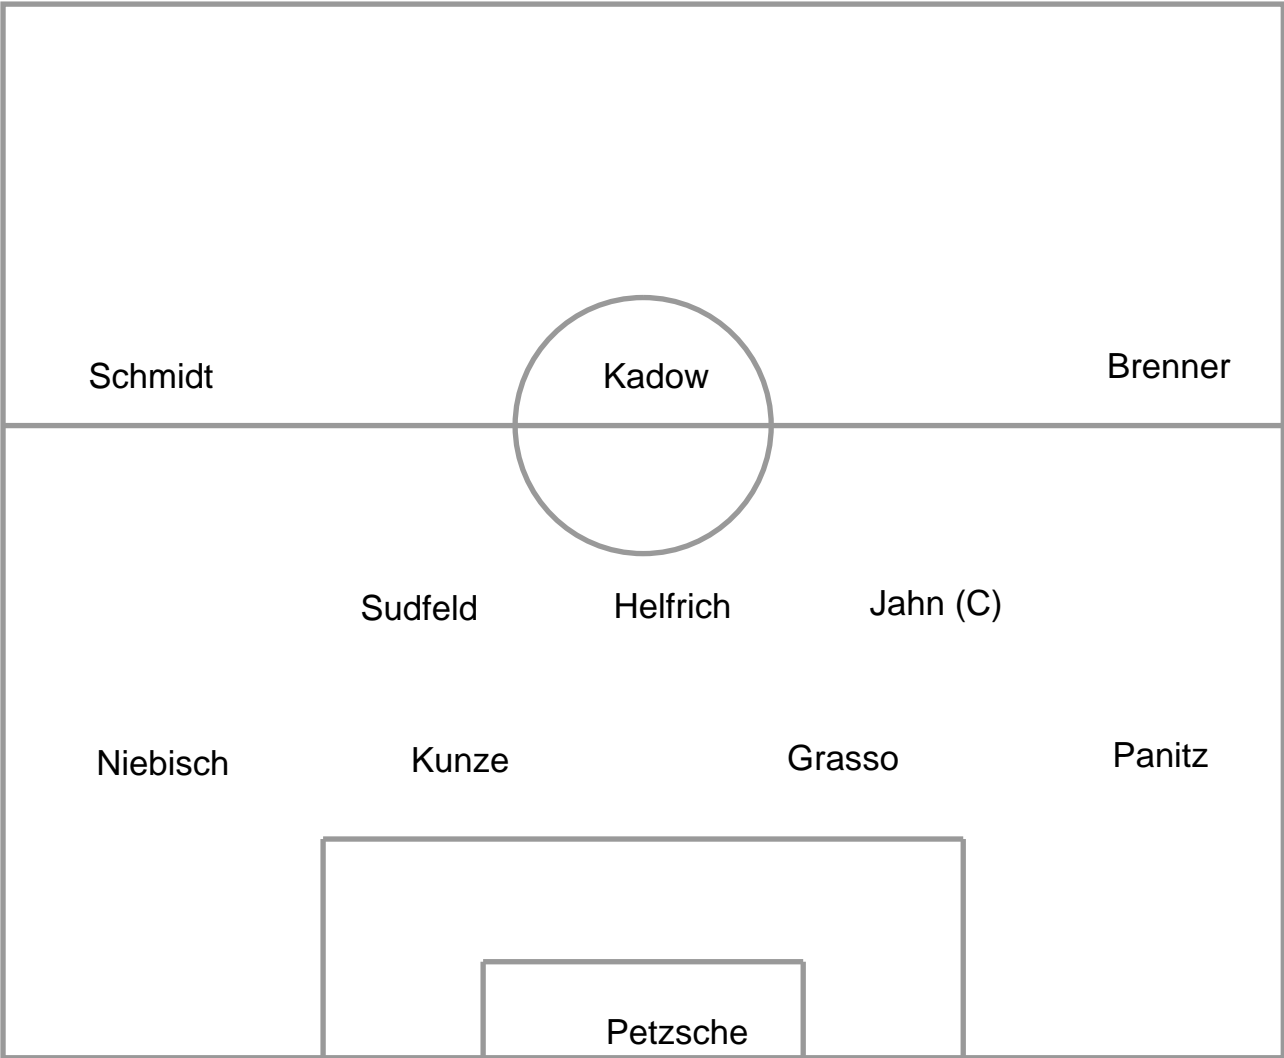 Schmidt Kadow Brenner
Sudfeld Helfrich Jahn (C)
Niebisch Kunze Grasso Panitz
Petzsche